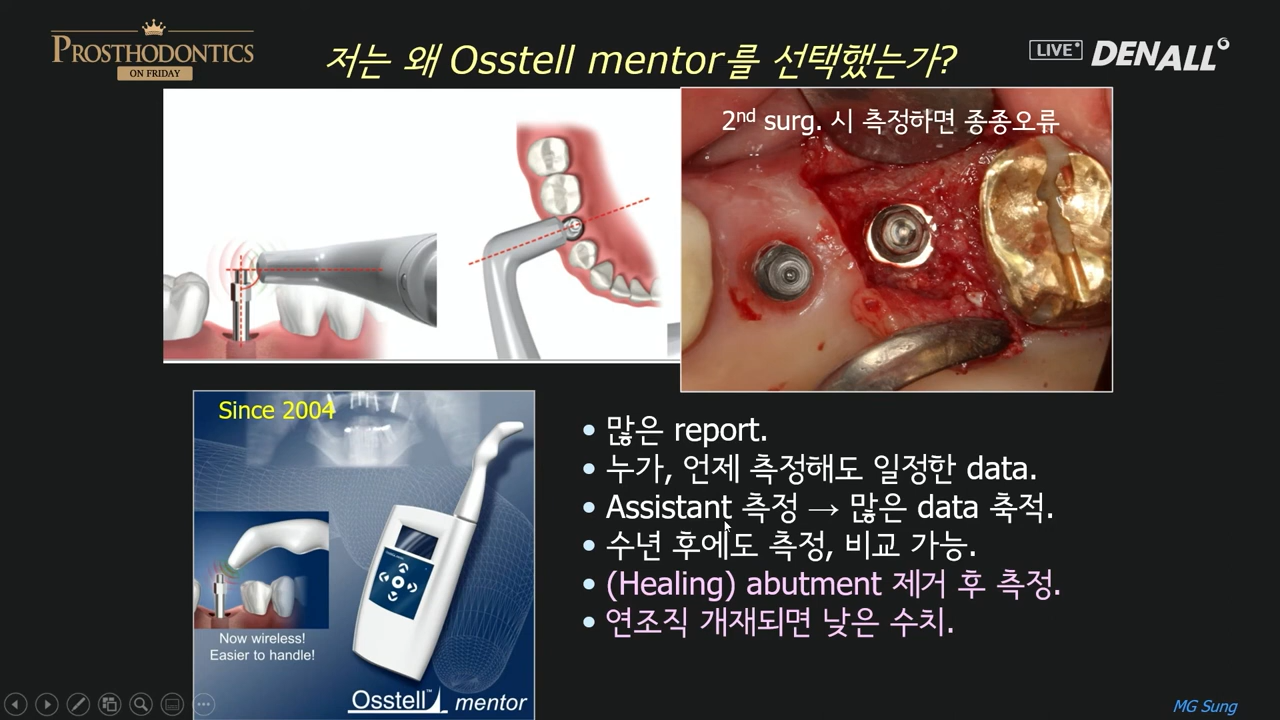 PROSTHODONTICS
ON FRIDAY
저는 왜 Osstell mentor를 선택했는가?
LIVE
DENALL
2nd surg. 시 측정하면 종종오류
Since 2004
Now wireless!
Easier to handle!
Osstell™ mentor
• 많은 report.
• 누가, 언제 측정해도 일정한 data.
• Assistant 측정 → 많은 data 축적.
• 수년 후에도 측정, 비교 가능.
• (Healing) abutment 제거 후 측정.
• 연조직 개재되면 낮은 수치.
MG Sung